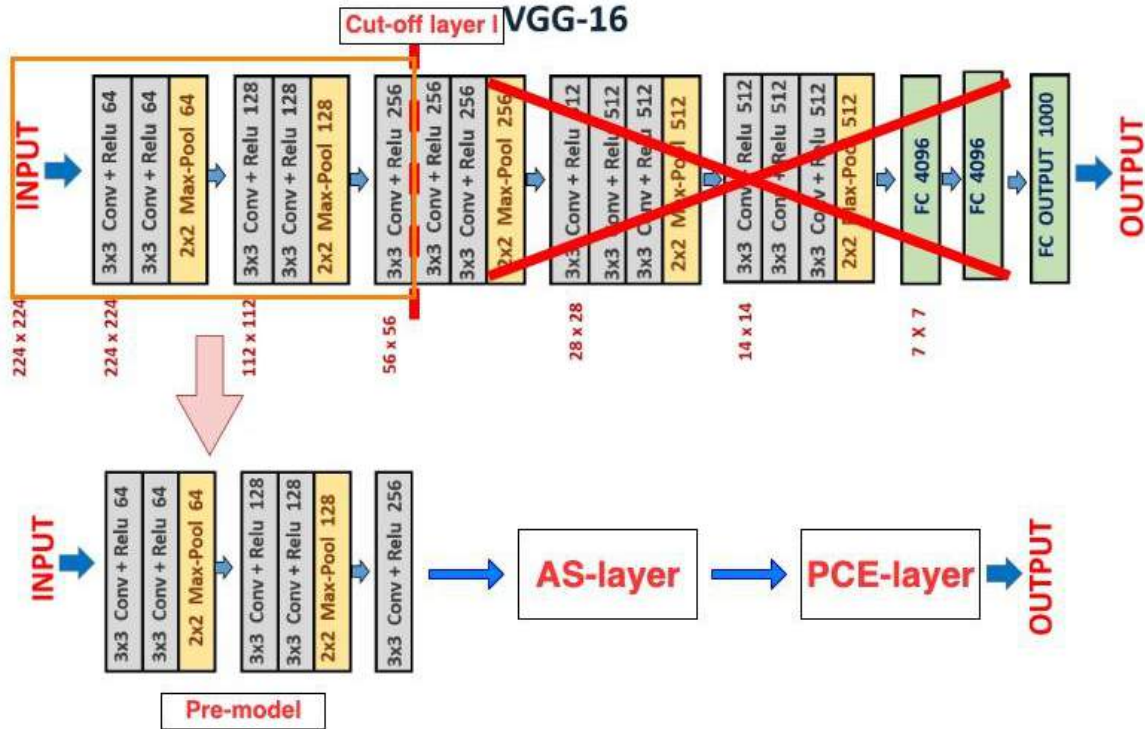 Cut-off layer l
VGG-16
INPUT
3x3 Conv + Relu 64
3x3 Conv + Relu 64
2x2 Max-Pool 64
3x3 Conv + Relu 128
3x3 Conv + Relu 128
2x2 Max-Pool 128
3x3 Conv + Relu 256
3x3 Conv + Relu 256
3x3 Conv + Relu 256
2x2 Max-Pool 256
3x3 Conv + Relu 512
3x3 Conv + Relu 512
3x3 Conv + Relu 512
2x2 Max-Pool 512
3x3 Conv + Relu 512
3x3 Conv + Relu 512
3x3 Conv + Relu 512
2x2 Max-Pool 512
FC 4096
FC 4096
FC OUTPUT 1000
OUTPUT
224 x 224
224 x 224
112 x 112
56 x 56
28 x 28
14 x 14
7 X 7
INPUT
3x3 Conv + Relu 64
3x3 Conv + Relu 64
2x2 Max-Pool 64
3x3 Conv + Relu 128
3x3 Conv + Relu 128
2x2 Max-Pool 128
3x3 Conv + Relu 256
AS-layer
PCE-layer
OUTPUT
Pre-model